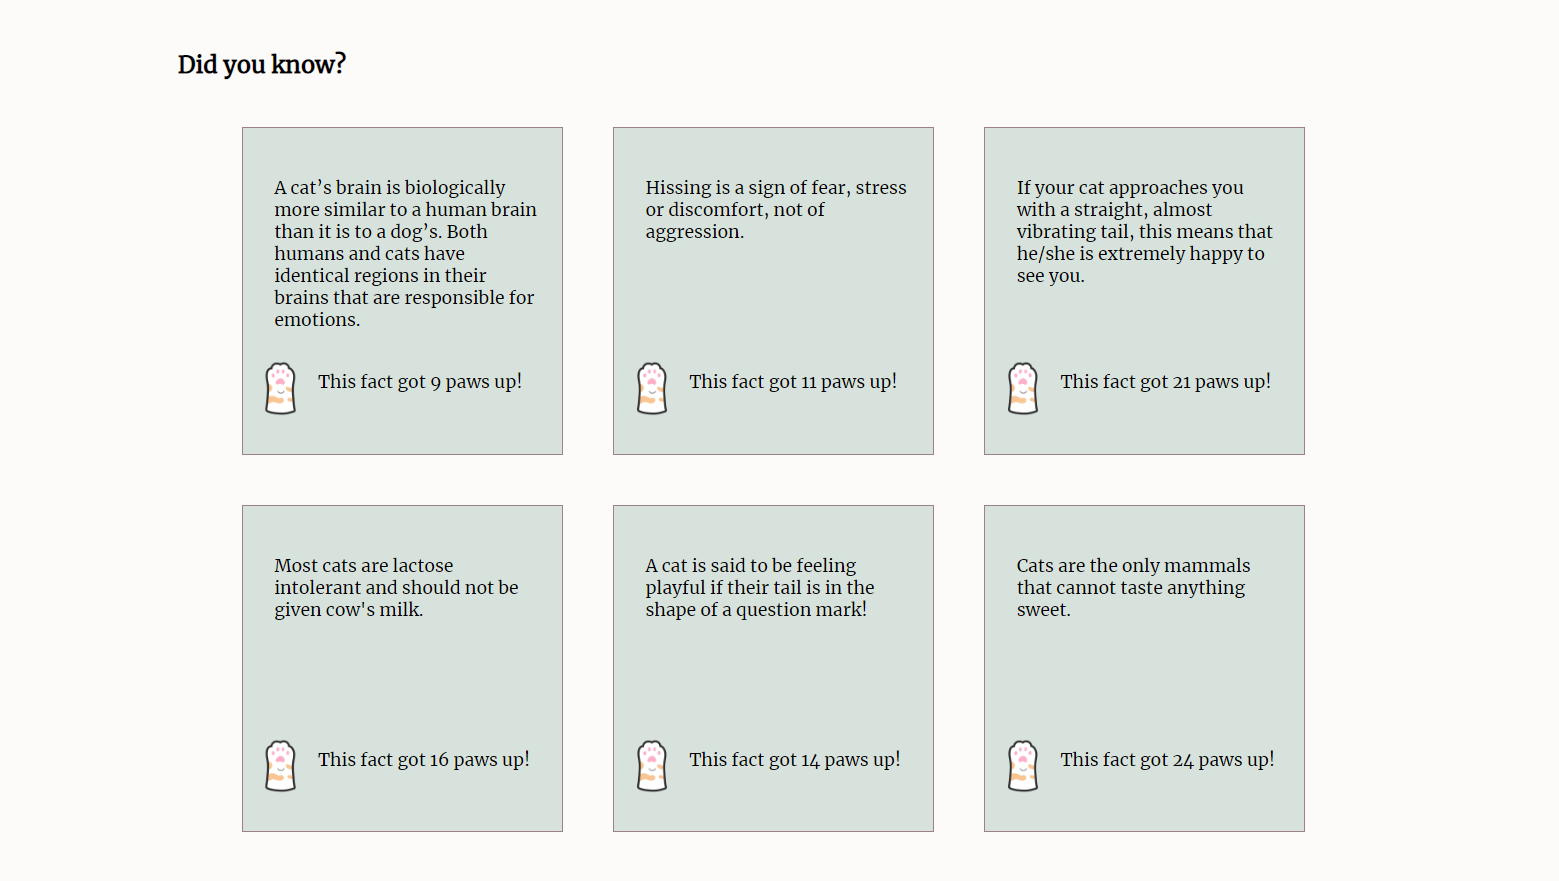 Did you know?
A cat’s brain is biologically
more similar to a human brain
than it is to a dog’s. Both
humans and cats have
identical regions in their
brains that are responsible for
emotions.
This fact got 9 paws up!
Hissing is a sign of fear, stress
or discomfort, not of
aggression.
This fact got 11 paws up!
If your cat approaches you
with a straight, almost
vibrating tail, this means that
he/she is extremely happy to
see you.
This fact got 21 paws up!
Most cats are lactose
intolerant and should not be
given cow's milk.
This fact got 16 paws up!
A cat is said to be feeling
playful if their tail is in the
shape of a question mark!
This fact got 14 paws up!
Cats are the only mammals
that cannot taste anything
sweet.
This fact got 24 paws up!